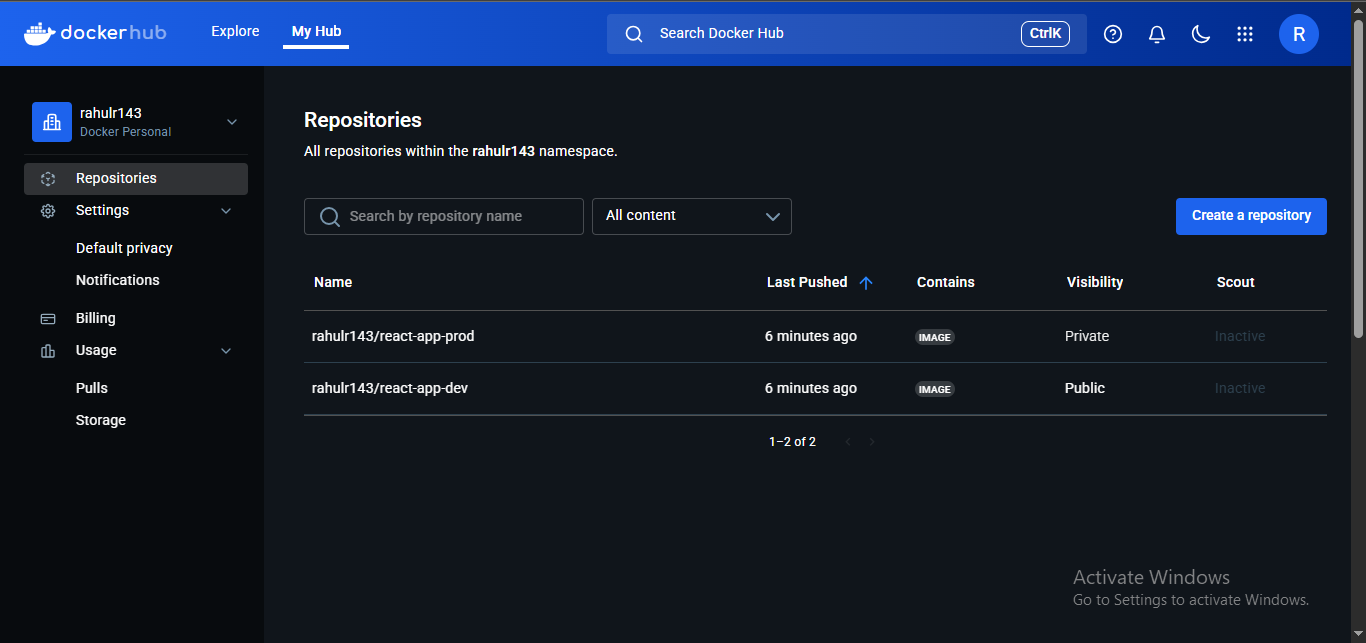 dockerhub Explore My Hub Search Docker Hub CtrlK R
rahulr143
Docker Personal
Repositories
Settings
Default privacy
Notifications
Billing
Usage
Pulls
Storage
Repositories
All repositories within the rahulr143 namespace.
Search by repository name All content Create a repository
Name Last Pushed Contains Visibility Scout
rahulr143/react-app-prod 6 minutes ago IMAGE Private Inactive
rahulr143/react-app-dev 6 minutes ago IMAGE Public Inactive
1–2 of 2
Activate Windows
Go to Settings to activate Windows.